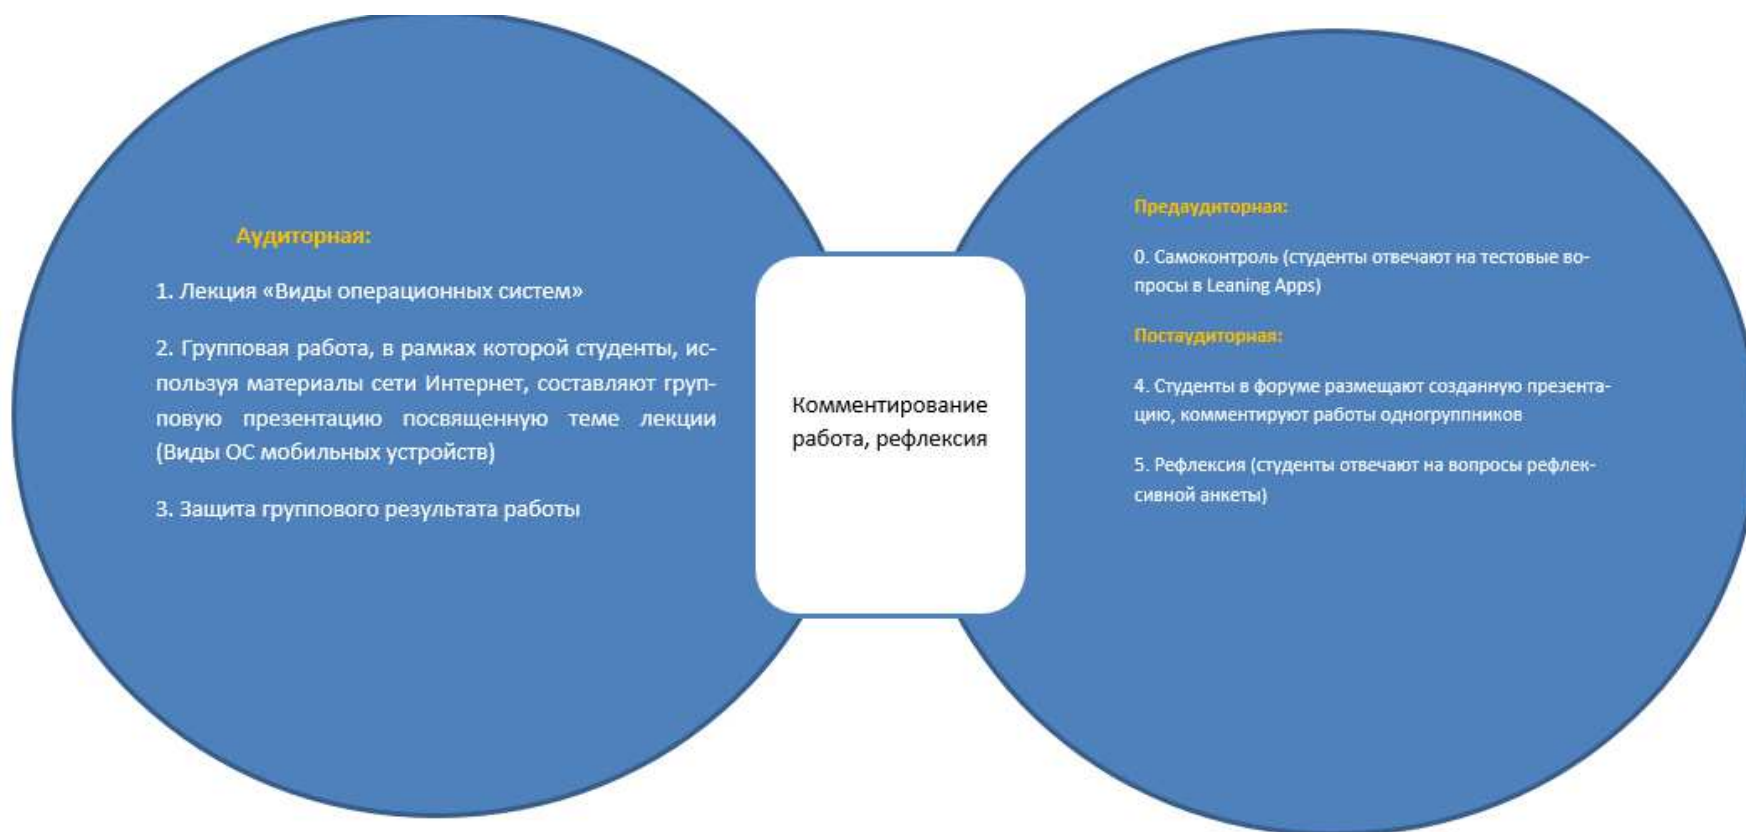 Аудиторная:
1. Лекция «Виды операционных систем»
2. Групповая работа, в рамках которой студенты, ис-
пользуя материалы сети Интернет, составляют груп-
повую презентацию посвященную теме лекции
(Виды ОС мобильных устройств)
3. Защита группового результата работы
Комментирование
работа, рефлексия
Предаудиторная:
0. Самоконтроль (студенты отвечают на тестовые во-
просы в Leaning Apps)
Постаудиторная:
4. Студенты в форуме размещают созданную презента-
цию, комментируют работы одногруппников
5. Рефлексия (студенты отвечают на вопросы рефлек-
сивной анкеты)